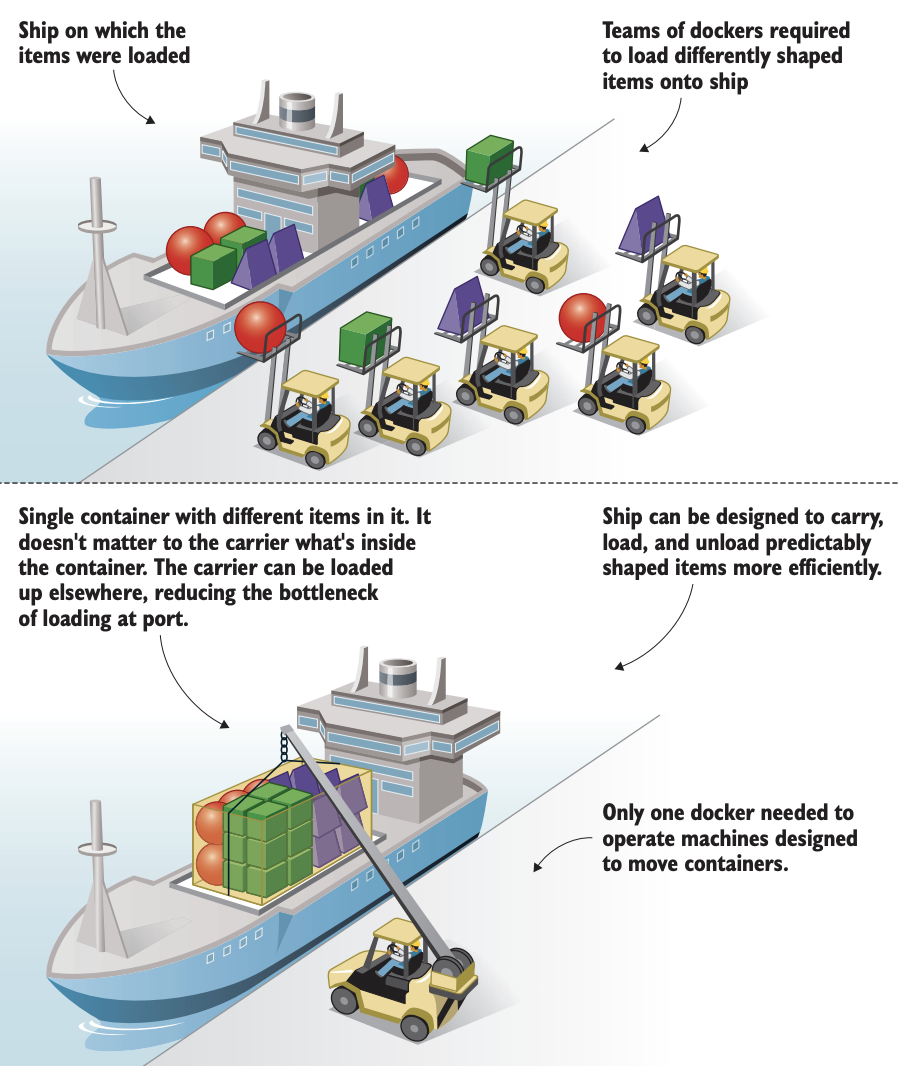 Ship on which the
items were loaded
Teams of dockers required
to load differently shaped
items onto ship
Single container with different items in it. It
doesn't matter to the carrier what's inside
the container. The carrier can be loaded
up elsewhere, reducing the bottleneck
of loading at port.
Ship can be designed to carry,
load, and unload predictably
shaped items more efficiently.
Only one docker needed to
operate machines designed
to move containers.